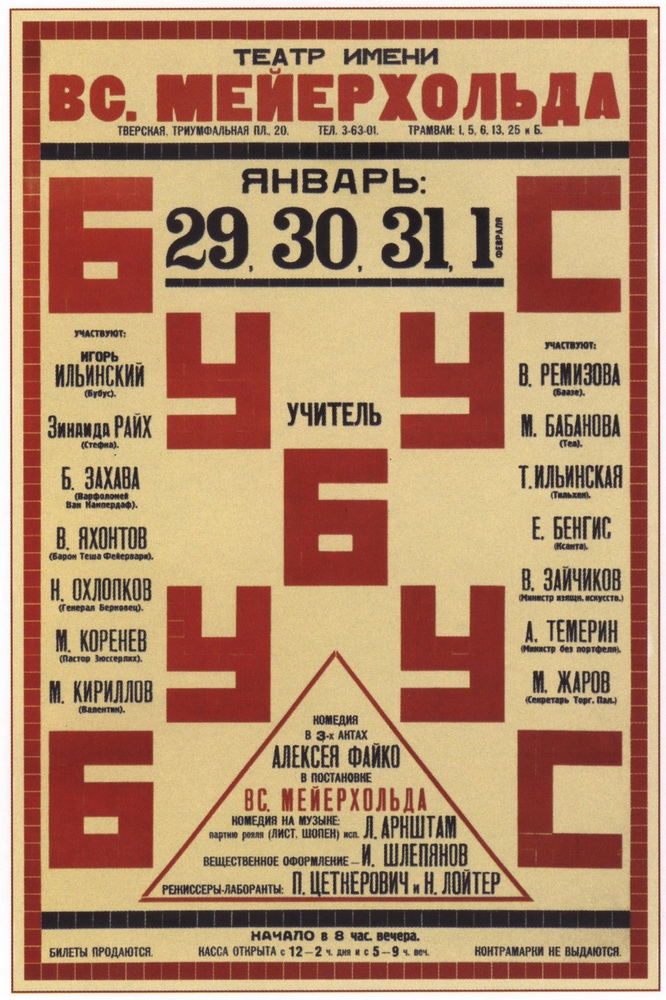 ТЕАТР ИМЕНИ
ВС. МЕЙЕРХОЛЬДА
ТВЕРСКАЯ, ТРИУМФАЛЬНАЯ ПЛ., 20. ТЕЛ. 3-63-01. ТРАМВАИ: 1, 5, 6, 13, 25 и Б.
ЯНВАРЬ:
29, 30, 31, 1 ФЕВРАЛЯ
Б С
У У
УЧИТЕЛЬ
Б
У У
Б С
УЧАСТВУЮТ:
ИГОРЬ
ИЛЬИНСКИЙ
(Бубус).
Зинаида РАЙХ
(Стефна).
Б. ЗАХАВА
(Варфоломей
Ван Кампердаф).
В. ЯХОНТОВ
(Барон Теша Фейервари).
Н. ОХЛОПКОВ
(Генерал Берковец).
М. КОРЕНЕВ
(Пастор Зюссерлих).
М. КИРИЛЛОВ
(Валентин).
УЧАСТВУЮТ:
В. РЕМИЗОВА
(Баазе).
М. БАБАНОВА
(Теа).
Т. ИЛЬИНСКАЯ
(Тильхен).
Е. БЕНГИС
(Ксанта).
В. ЗАЙЧИКОВ
(Министр изящн. искусств.)
А. ТЕМЕРИН
(Министр без портфеля).
М. ЖАРОВ
(Секретарь Торг. Пал.)
КОМЕДИЯ
В 3-х АКТАХ
АЛЕКСЕЯ ФАЙКО
В ПОСТАНОВКЕ
ВС. МЕЙЕРХОЛЬДА
КОМЕДИЯ НА МУЗЫКЕ:
партию рояля (ЛИСТ, ШОПЕН) исп. Л. АРНШТАМ
ВЕЩЕСТВЕННОЕ ОФОРМЛЕНИЕ — И. ШЛЕПЯНОВ
РЕЖИССЕРЫ-ЛАБОРАНТЫ: П. ЦЕТНЕРОВИЧ и Н. ЛОЙТЕР
НАЧАЛО в 8 час. вечера.
БИЛЕТЫ ПРОДАЮТСЯ. КАССА ОТКРЫТА с 12—2 ч. дня и с 5—9 ч. веч. КОНТРАМАРКИ НЕ ВЫДАЮТСЯ.